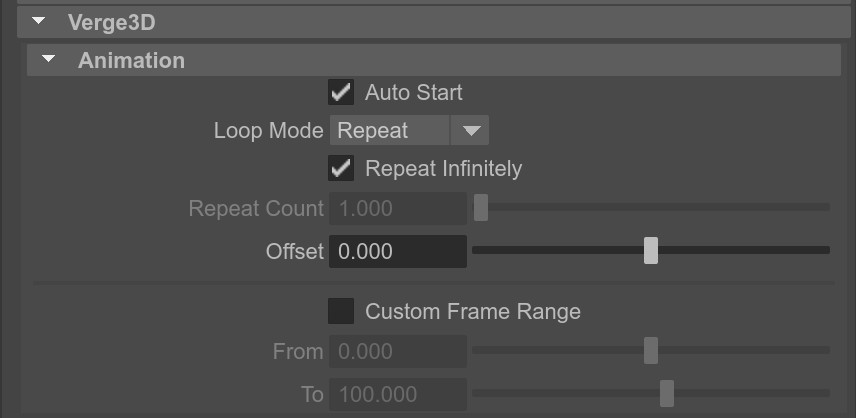 Verge3D
Animation
Auto Start
Loop Mode Repeat
Repeat Infinitely
Repeat Count 1.000
Offset 0.000
Custom Frame Range
From 0.000
To 100.000